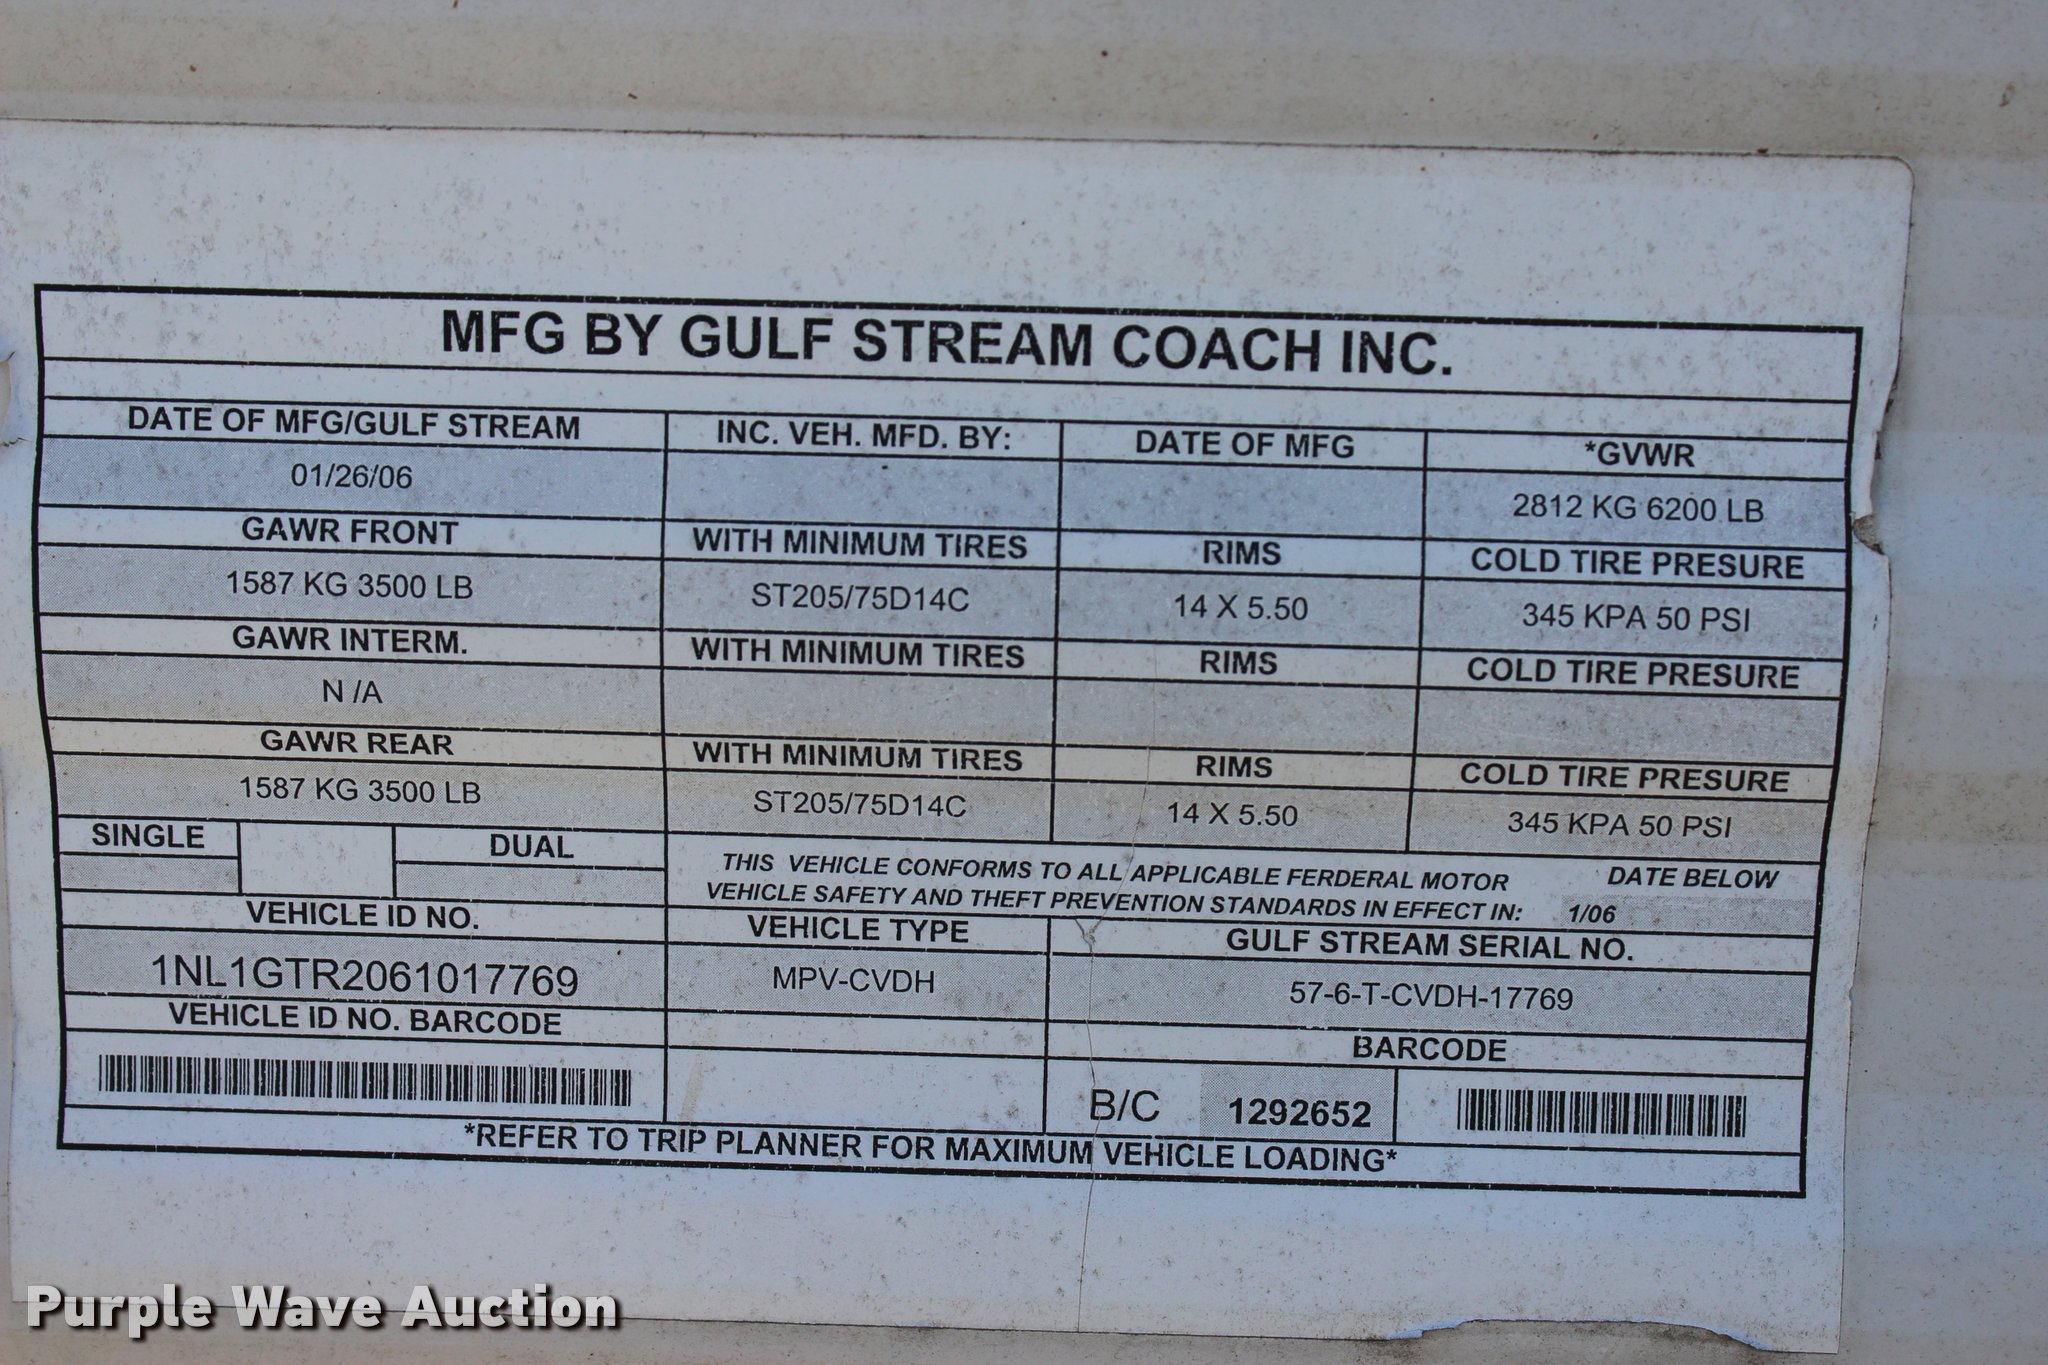 MFG BY GULF STREAM COACH INC.
DATE OF MFG/GULF STREAM INC. VEH. MFD. BY: DATE OF MFG *GVWR
01/26/06 2812 KG 6200 LB
GAWR FRONT WITH MINIMUM TIRES RIMS COLD TIRE PRESURE
1587 KG 3500 LB ST205/75D14C 14 X 5.50 345 KPA 50 PSI
GAWR INTERM. WITH MINIMUM TIRES RIMS COLD TIRE PRESURE
N /A
GAWR REAR WITH MINIMUM TIRES RIMS COLD TIRE PRESURE
1587 KG 3500 LB ST205/75D14C 14 X 5.50 345 KPA 50 PSI
SINGLE DUAL
THIS VEHICLE CONFORMS TO ALL APPLICABLE FERDERAL MOTOR DATE BELOW
VEHICLE SAFETY AND THEFT PREVENTION STANDARDS IN EFFECT IN: 1/06
VEHICLE ID NO. VEHICLE TYPE GULF STREAM SERIAL NO.
1NL1GTR2061017769 MPV-CVDH 57-6-T-CVDH-17769
VEHICLE ID NO. BARCODE BARCODE
B/C 1292652
*REFER TO TRIP PLANNER FOR MAXIMUM VEHICLE LOADING*
Purple Wave Auction